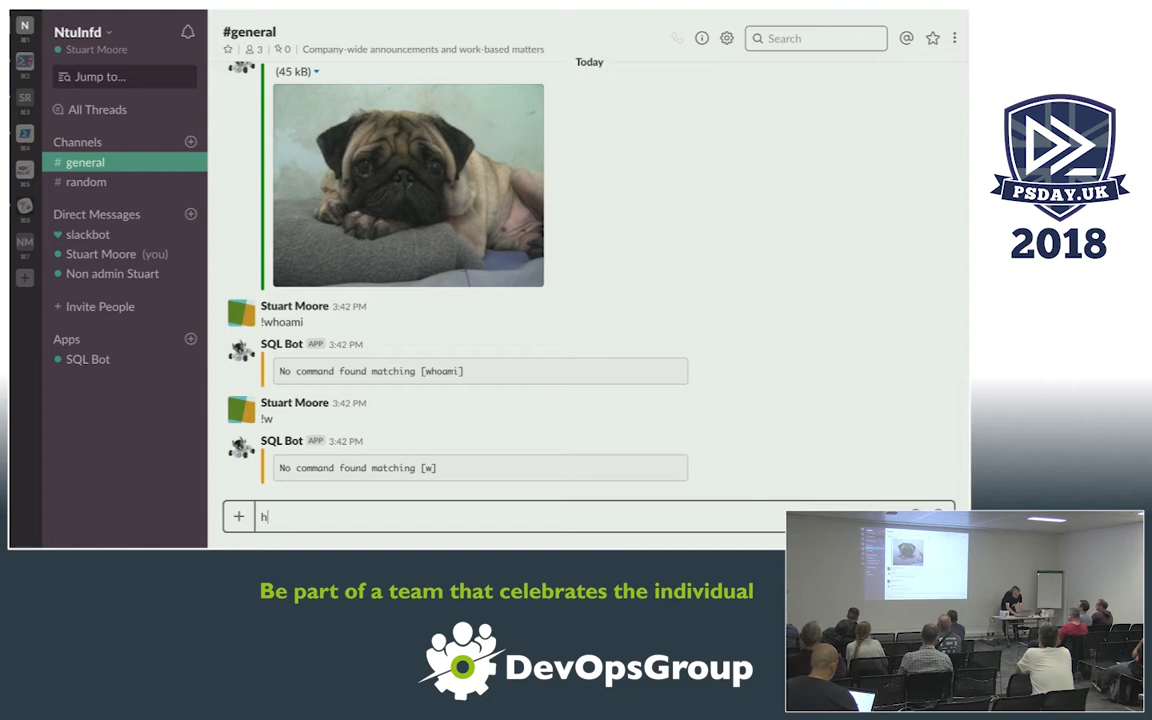 N
NtuInfd
Stuart Moore
Jump to...
All Threads
Channels
# general
# random
Direct Messages
slackbot
Stuart Moore (you)
Non admin Stuart
+ Invite People
Apps
SQL Bot
SR
NM
#general
3
0
Company-wide announcements and work-based matters
Search
Today
(45 kB)
Stuart Moore 3:42 PM
!whoami
SQL Bot APP 3:42 PM
No command found matching [whoami]
Stuart Moore 3:42 PM
!w
SQL Bot APP 3:42 PM
No command found matching [w]
h
PSDAY.UK
2018
Be part of a team that celebrates the individual
DevOpsGroup